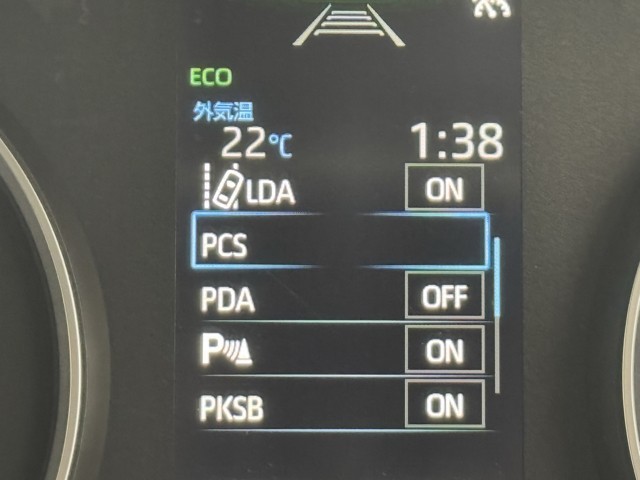 ECO
外気温
22℃ 1:38
LDA ON
PCS
PDA OFF
P ON
PKSB ON